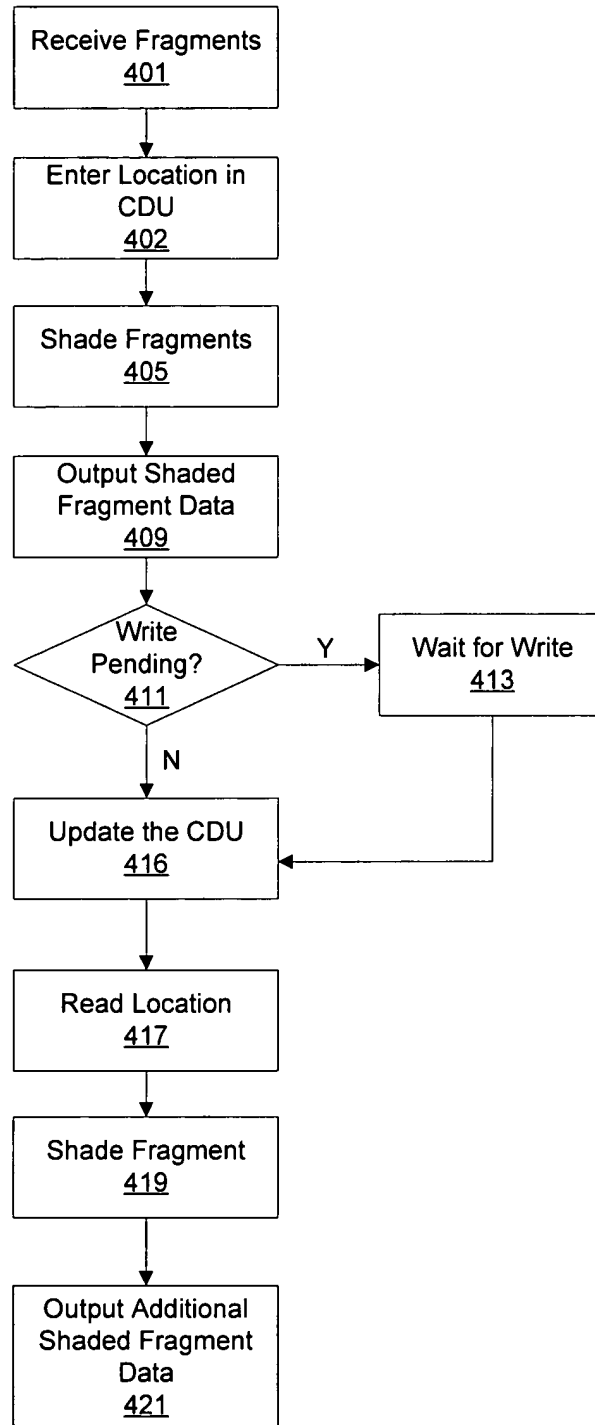 Receive Fragments
401
Enter Location in
CDU
402
Shade Fragments
405
Output Shaded
Fragment Data
409
Write
Pending?
411
Y
Wait for Write
413
N
Update the CDU
416
Read Location
417
Shade Fragment
419
Output Additional
Shaded Fragment
Data
421